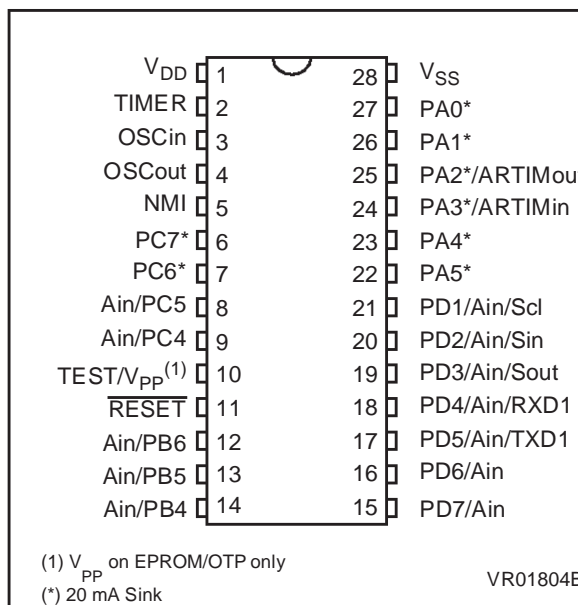 V_DD 1 28 V_SS
TIMER 2 27 PA0*
OSCin 3 26 PA1*
OSCout 4 25 PA2*/ARTIMou
NMI 5 24 PA3*/ARTIMin
PC7* 6 23 PA4*
PC6* 7 22 PA5*
Ain/PC5 8 21 PD1/Ain/Scl
Ain/PC4 9 20 PD2/Ain/Sin
TEST/V_PP(1) 10 19 PD3/Ain/Sout
RESET 11 18 PD4/Ain/RXD1
Ain/PB6 12 17 PD5/Ain/TXD1
Ain/PB5 13 16 PD6/Ain
Ain/PB4 14 15 PD7/Ain
(1) V_PP on EPROM/OTP only
(*) 20 mA Sink VR01804E